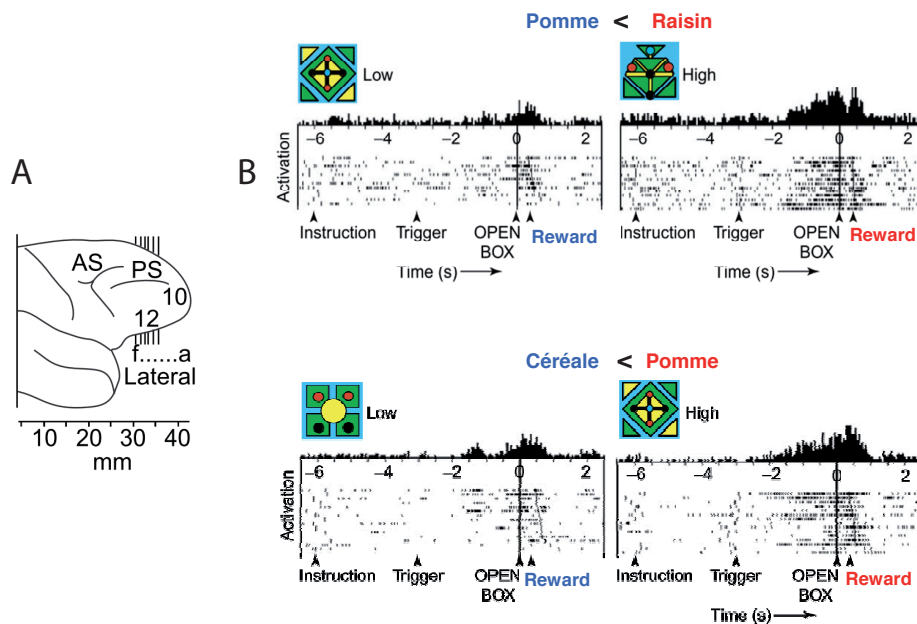 A
AS PS
10
12
f......a
Lateral
10 20 30 40
mm
B
Pomme < Raisin
Low
High
Activation
−6 −4 −2 0 2
−6 −4 −2 0 2
Instruction Trigger OPEN BOX Reward
Time (s)
Instruction Trigger OPEN BOX Reward
Time (s)
Céréale < Pomme
Low
High
Activation
−6 −4 −2 0 2
−6 −4 −2 0 2
Instruction Trigger OPEN BOX Reward
Instruction Trigger OPEN BOX Reward
Time (s)